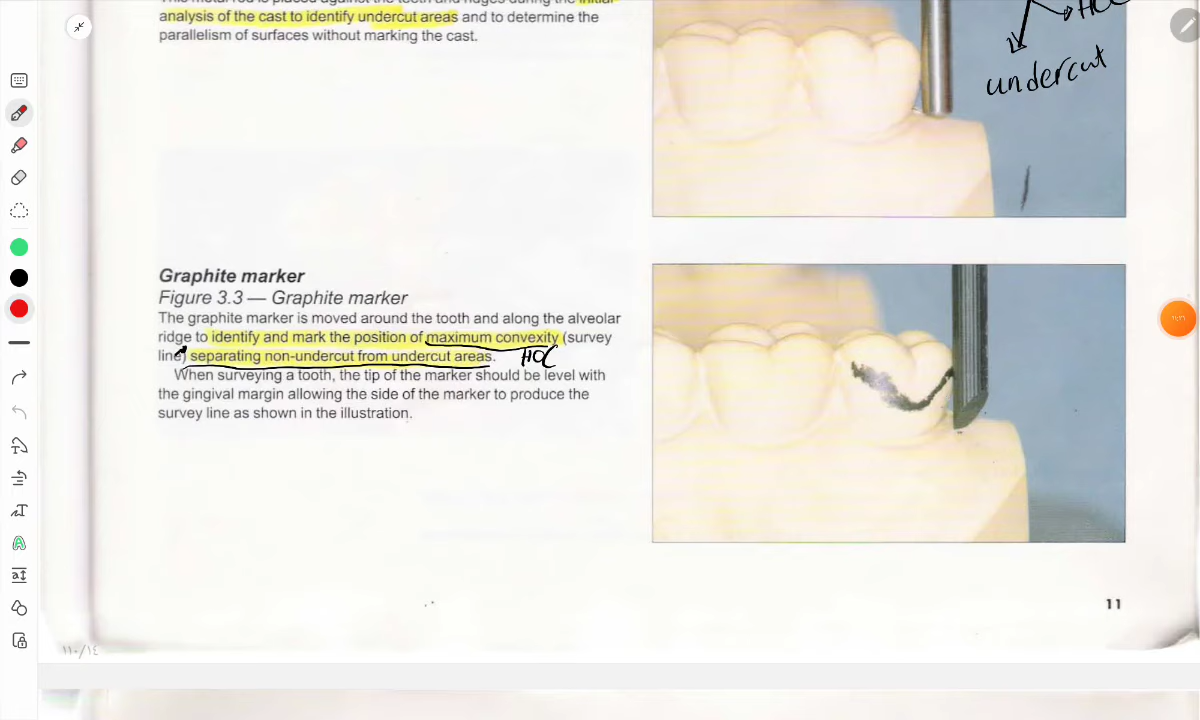 analysis of the cast to identify undercut areas and to determine the
parallelism of surfaces without marking the cast.
HOC
undercut
Graphite marker
Figure 3.3 — Graphite marker
The graphite marker is moved around the tooth and along the alveolar
ridge to identify and mark the position of maximum convexity (survey
line) separating non-undercut from undercut areas.
HOC
When surveying a tooth, the tip of the marker should be level with
the gingival margin allowing the side of the marker to produce the
survey line as shown in the illustration.
11
١١٠/١٤